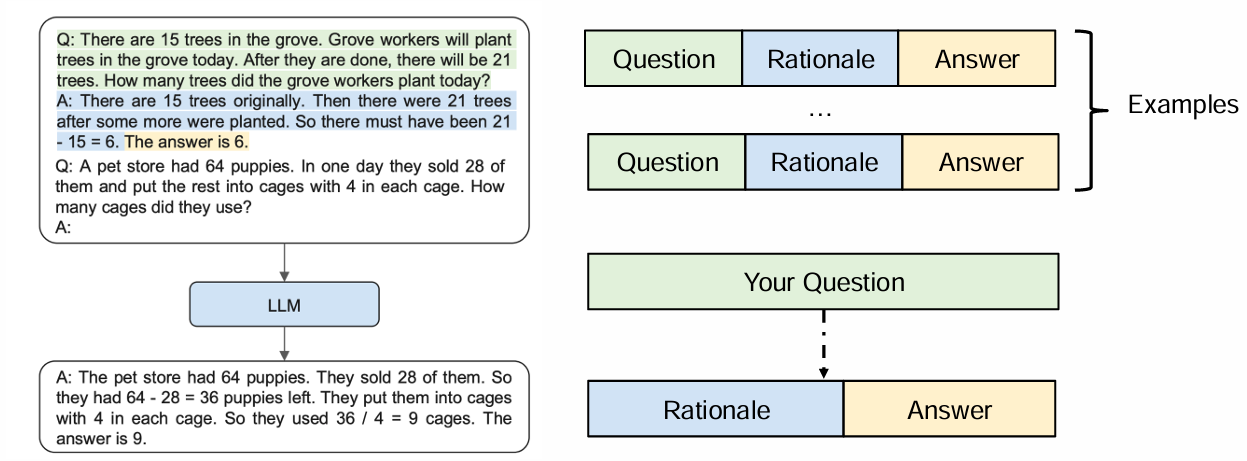 Q: There are 15 trees in the grove. Grove workers will plant
trees in the grove today. After they are done, there will be 21
trees. How many trees did the grove workers plant today?
A: There are 15 trees originally. Then there were 21 trees
after some more were planted. So there must have been 21
- 15 = 6. The answer is 6.
Q: A pet store had 64 puppies. In one day they sold 28 of
them and put the rest into cages with 4 in each cage. How
many cages did they use?
A:
LLM
A: The pet store had 64 puppies. They sold 28 of them. So
they had 64 - 28 = 36 puppies left. They put them into cages
with 4 in each cage. So they used 36 / 4 = 9 cages. The
answer is 9.
Question Rationale Answer
...
Question Rationale Answer
Examples
Your Question
Rationale Answer